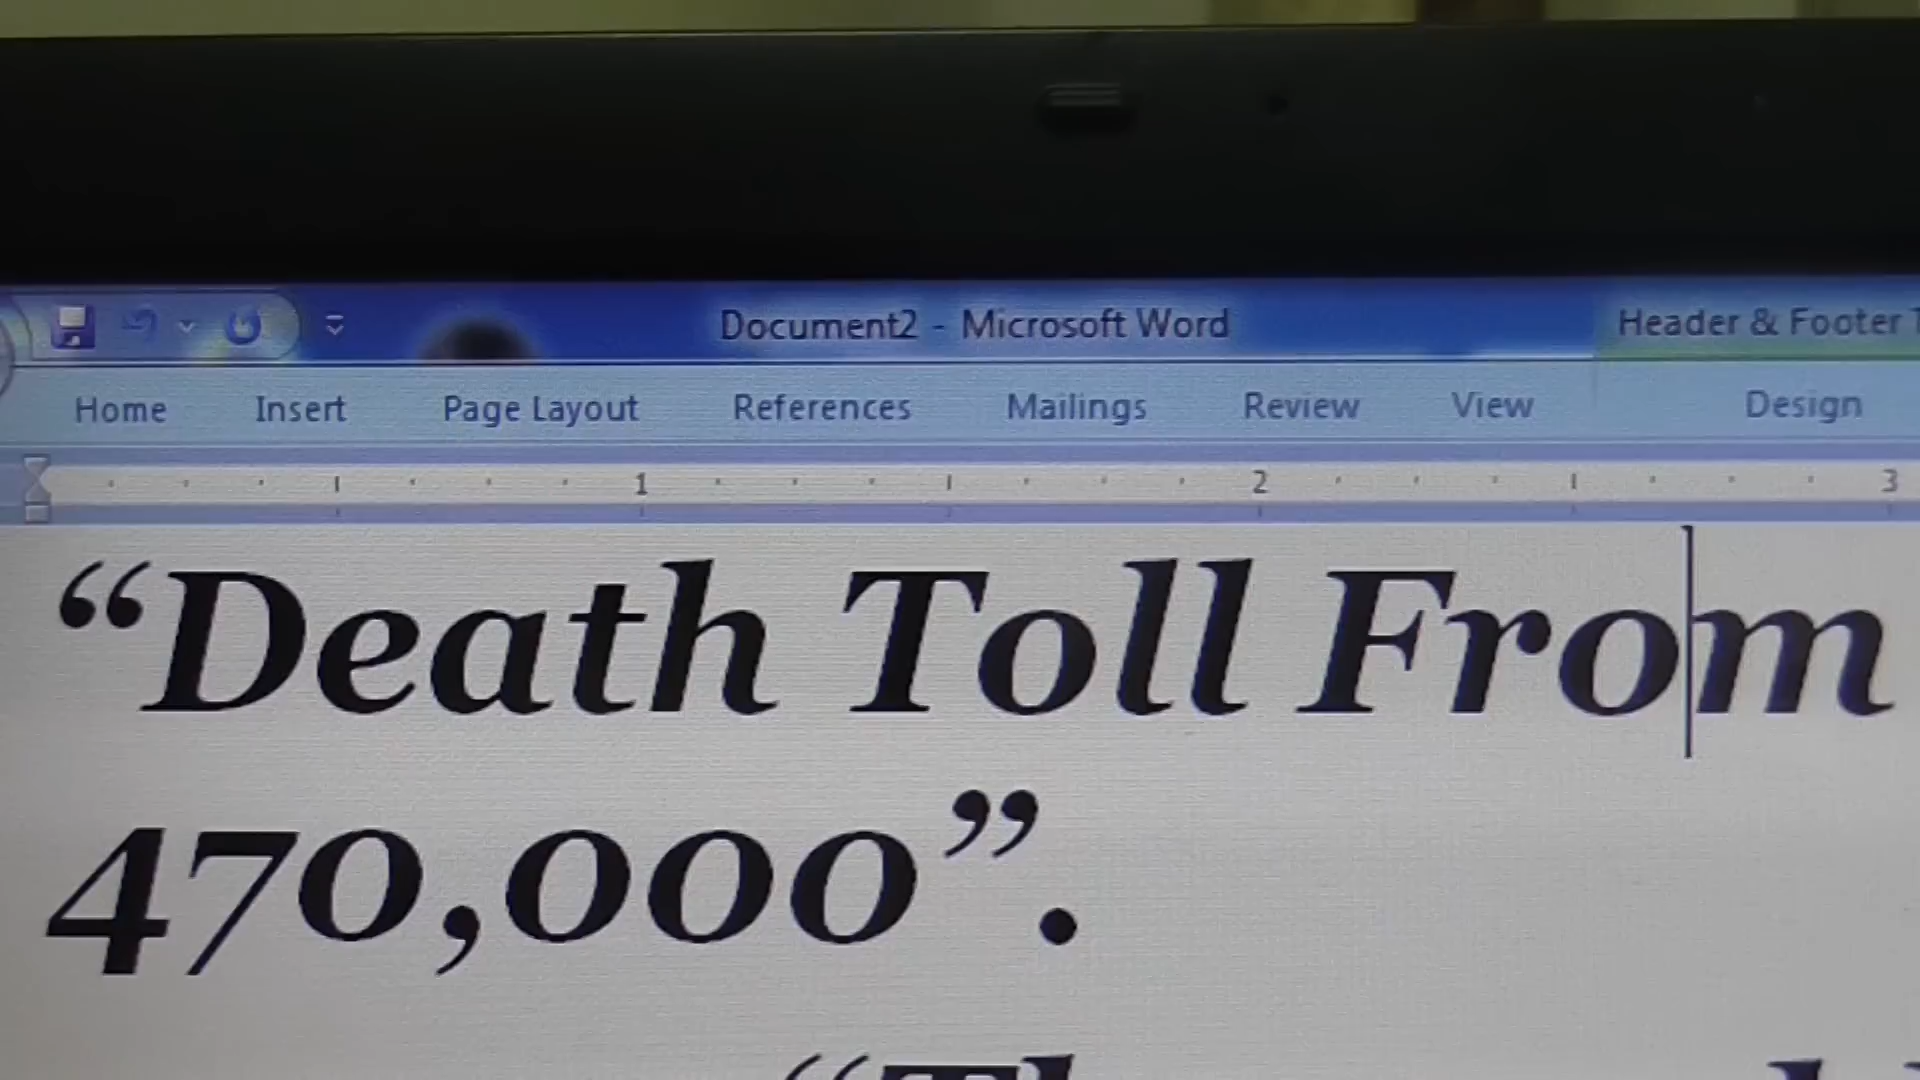 Document2 - Microsoft Word
Header & Footer
Home Insert Page Layout References Mailings Review View Design
1 2 3
“Death Toll From
470,000”.